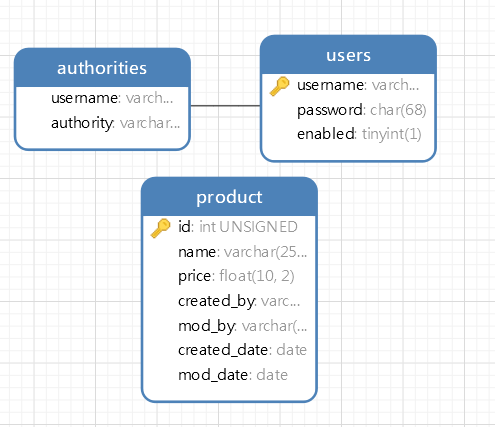 authorities
username: varch...
authority: varchar...
users
username: varch...
password: char(68)
enabled: tinyint(1)
product
id: int UNSIGNED
name: varchar(25...
price: float(10, 2)
created_by: varc...
mod_by: varchar(...
created_date: date
mod_date: date